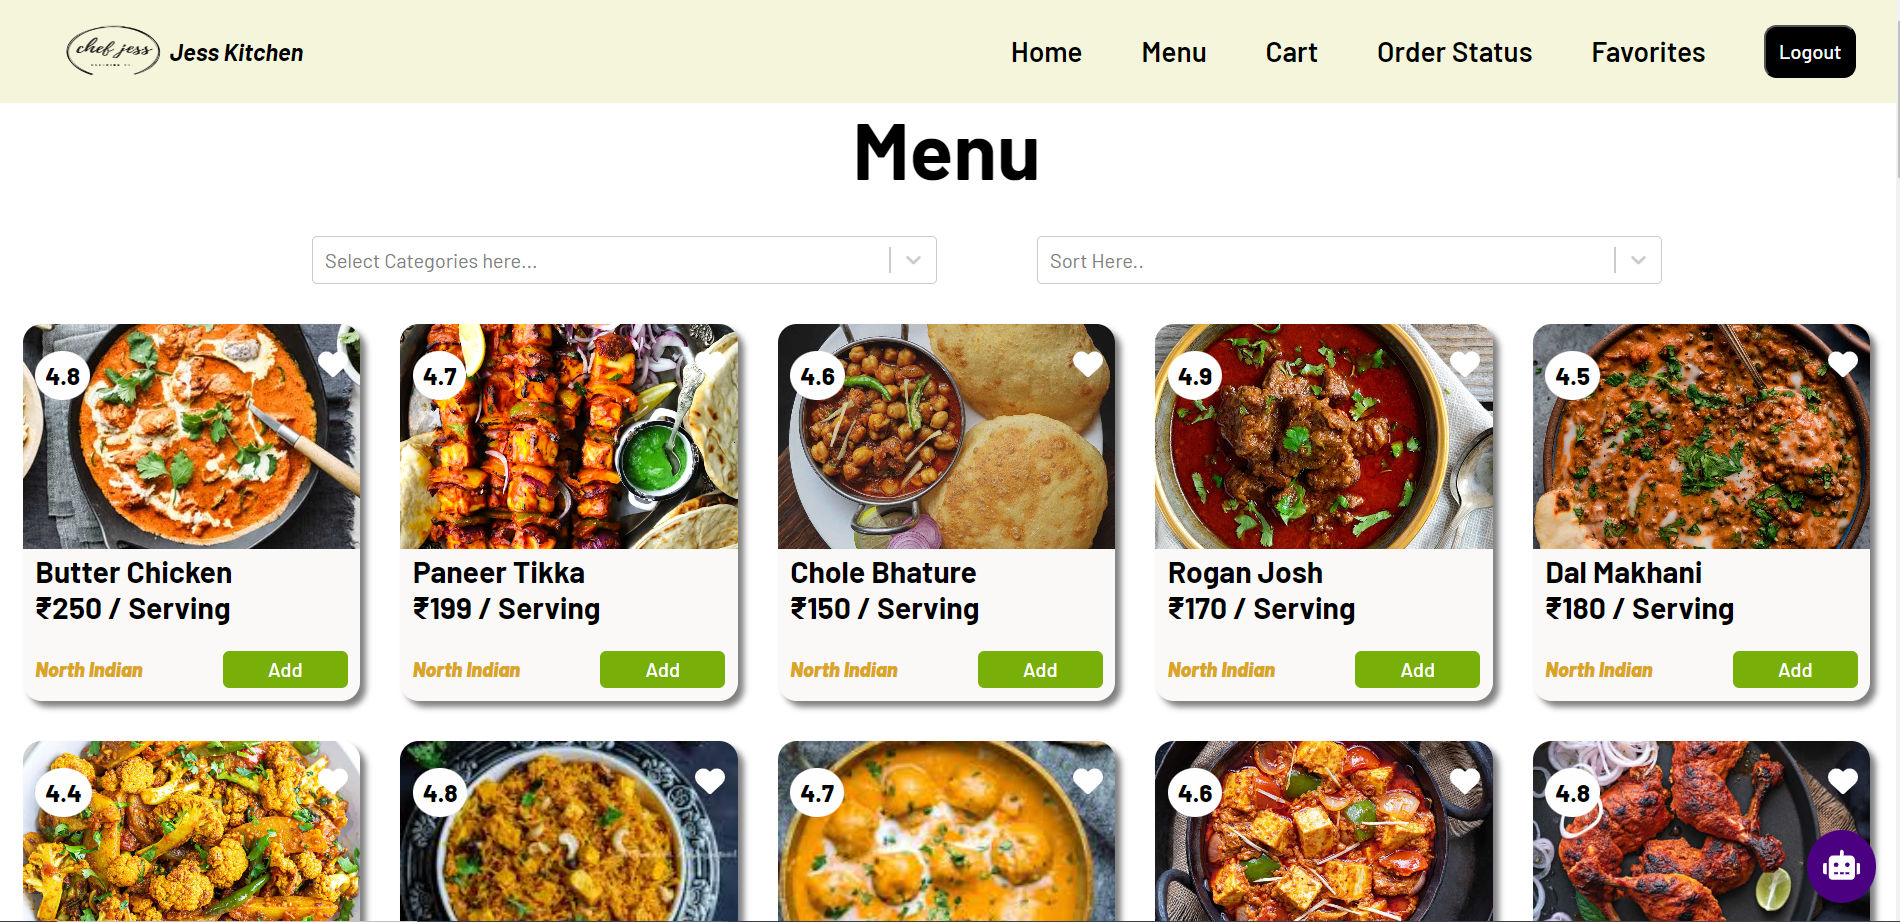 chef jess
Jess Kitchen
Home
Menu
Cart
Order Status
Favorites
Logout
Menu
Select Categories here...
Sort Here..
4.8
4.7
4.6
4.9
4.5
Butter Chicken
₹250 / Serving
North Indian
Add
Paneer Tikka
₹199 / Serving
North Indian
Add
Chole Bhature
₹150 / Serving
North Indian
Add
Rogan Josh
₹170 / Serving
North Indian
Add
Dal Makhani
₹180 / Serving
North Indian
Add
4.4
4.8
4.7
4.6
4.8